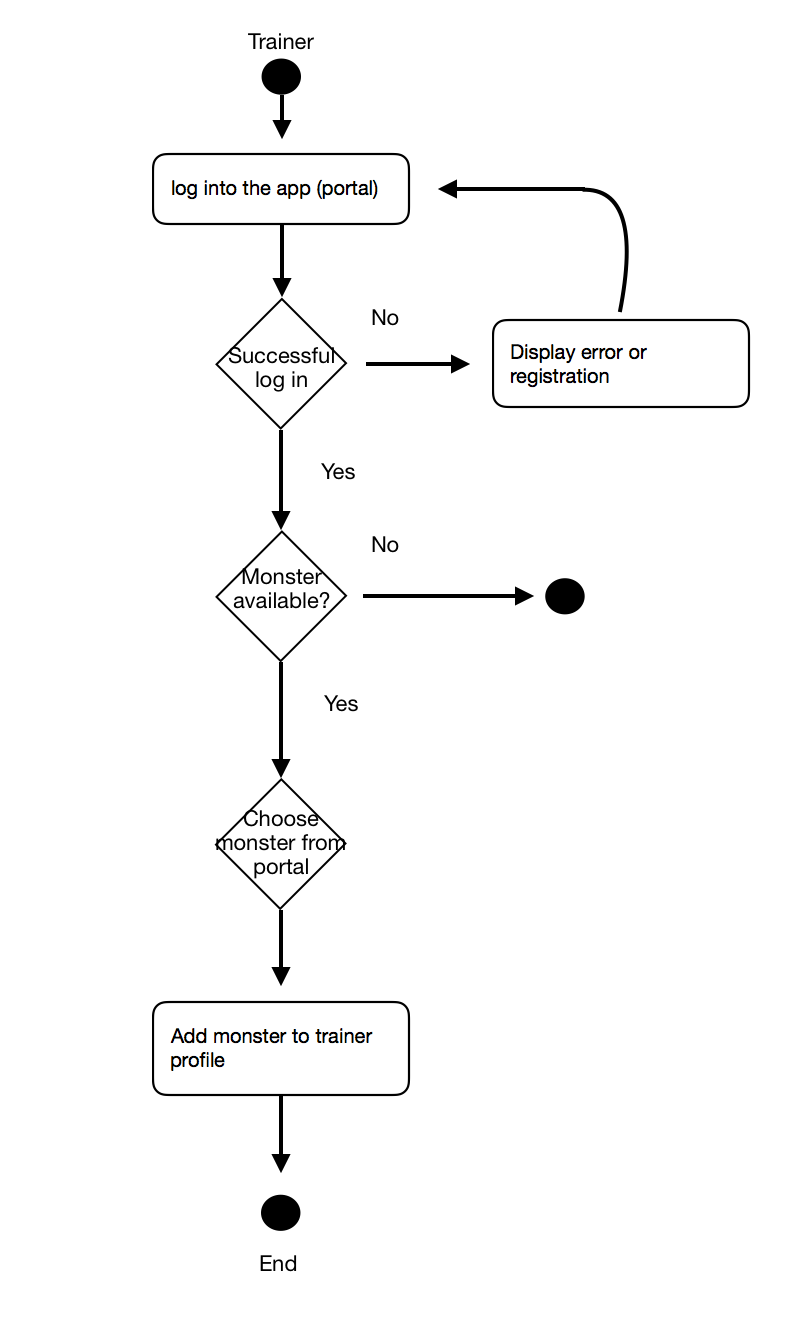 Trainer
log into the app (portal)
No
Successful
log in
Display error or
registration
Yes
No
Monster
available?
Yes
Choose
monster from
portal
Add monster to trainer
profile
End